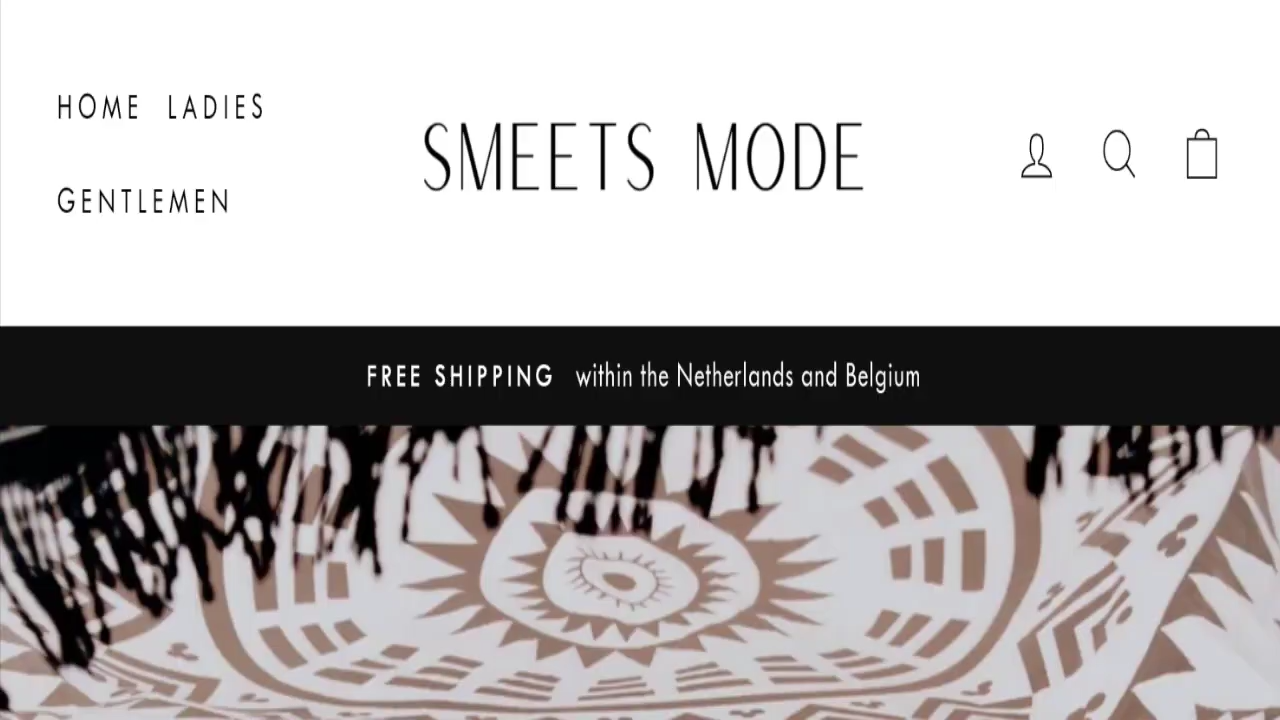 HOME LADIES
GENTLEMEN
SMEETS MODE
FREE SHIPPING within the Netherlands and Belgium